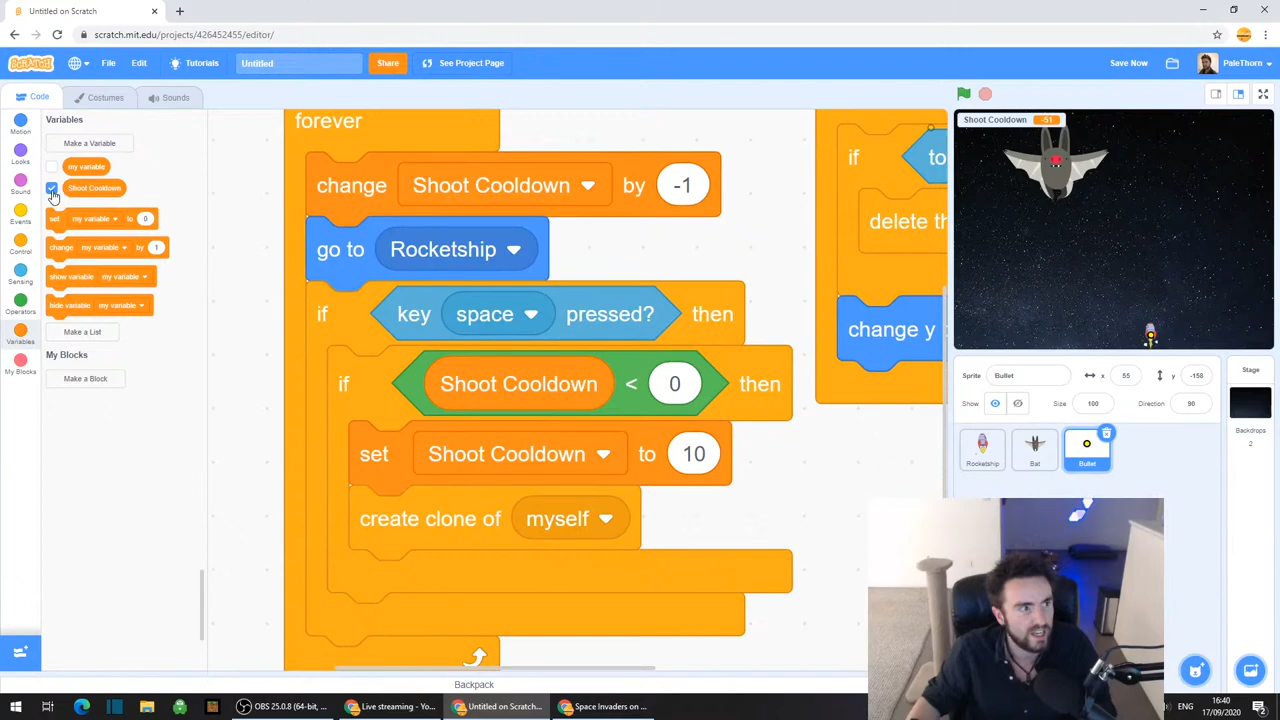 Untitled on Scratch
scratch.mit.edu/projects/426452455/editor/
SCRATCH
File
Edit
Tutorials
Untitled
Share
See Project Page
Save Now
PaleThorn
Code
Costumes
Sounds
Motion
Looks
Sound
Events
Control
Sensing
Operators
Variables
My Blocks
Variables
Make a Variable
my variable
Shoot Cooldown
set my variable to 0
change my variable by 1
show variable my variable
hide variable my variable
Make a List
My Blocks
Make a Block
forever
change Shoot Cooldown by -1
go to Rocketship
if key space pressed? then
if Shoot Cooldown < 0 then
set Shoot Cooldown to 10
create clone of myself
if to
delete th
change y
Shoot Cooldown -51
Sprite Bullet x 55 y -158
Show Size 100 Direction 90
Rocketship
Bat
Bullet
Stage
Backdrops
2
Backpack
OBS 25.0.8 (64-bit, ...
Live streaming - Yo...
Untitled on Scratch...
Space Invaders on ...
ENG
16:40
17/09/2020